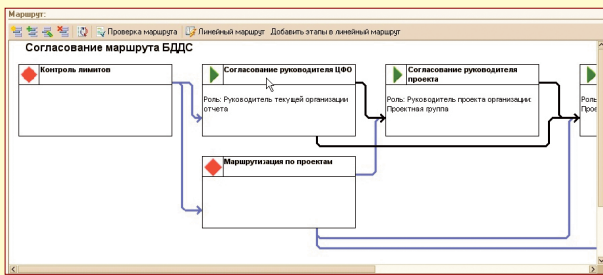 Маршрут:
Проверка маршрута Линейный маршрут Добавить этапы в линейный маршрут
Согласование маршрута БДДС
Контроль лимитов
Согласование руководителя ЦФО
Роль: Руководитель текущей организации
отчета
Согласование руководителя
проекта
Роль: Руководитель проекта организации:
Проектная группа
Маршрутизация по проектам